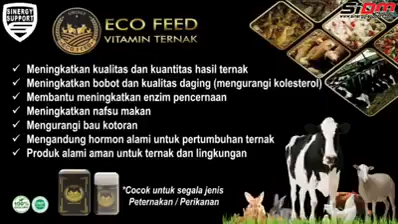 SINERGY
SUPPORT
ECO FEED
VITAMIN TERNAK
SIDM
✓ Meningkatkan kualitas dan kuantitas hasil ternak
✓ Meningkatkan bobot dan kualitas daging (mengurangi kolesterol)
✓ Membantu meningkatkan enzim pencernaan
✓ Meningkatkan nafsu makan
✓ Mengurangi bau kotoran
✓ Mengandung hormon alami untuk pertumbuhan ternak
✓ Produk alami aman untuk ternak dan lingkungan
100%
*Cocok untuk segala jenis
Peternakan / Perikanan